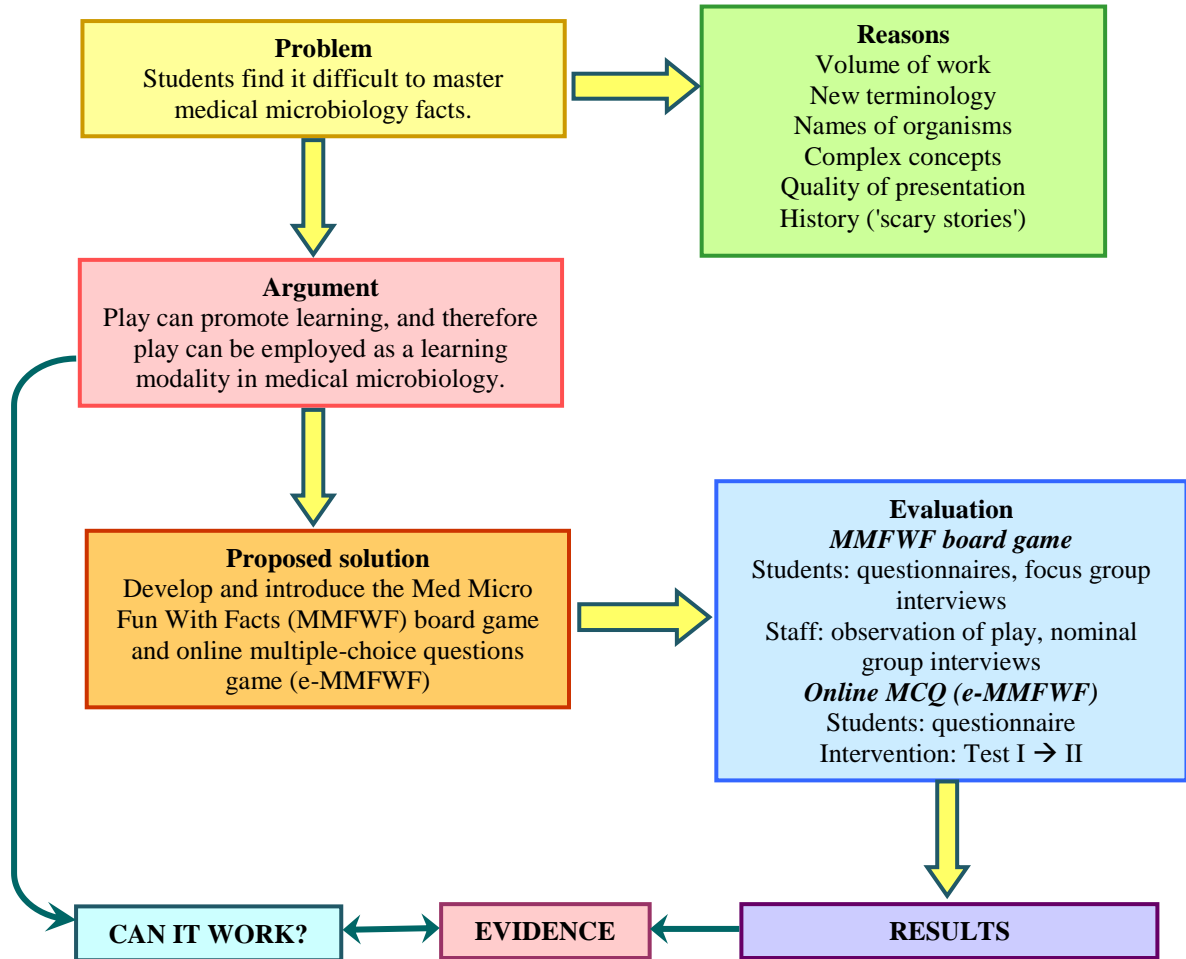 Problem
Students find it difficult to master
medical microbiology facts.
Reasons
Volume of work
New terminology
Names of organisms
Complex concepts
Quality of presentation
History ('scary stories')
Argument
Play can promote learning, and therefore
play can be employed as a learning
modality in medical microbiology.
Proposed solution
Develop and introduce the Med Micro
Fun With Facts (MMFWF) board game
and online multiple-choice questions
game (e-MMFWF)
Evaluation
MMFWF board game
Students: questionnaires, focus group
interviews
Staff: observation of play, nominal
group interviews
Online MCQ (e-MMFWF)
Students: questionnaire
Intervention: Test I → II
CAN IT WORK?
EVIDENCE
RESULTS